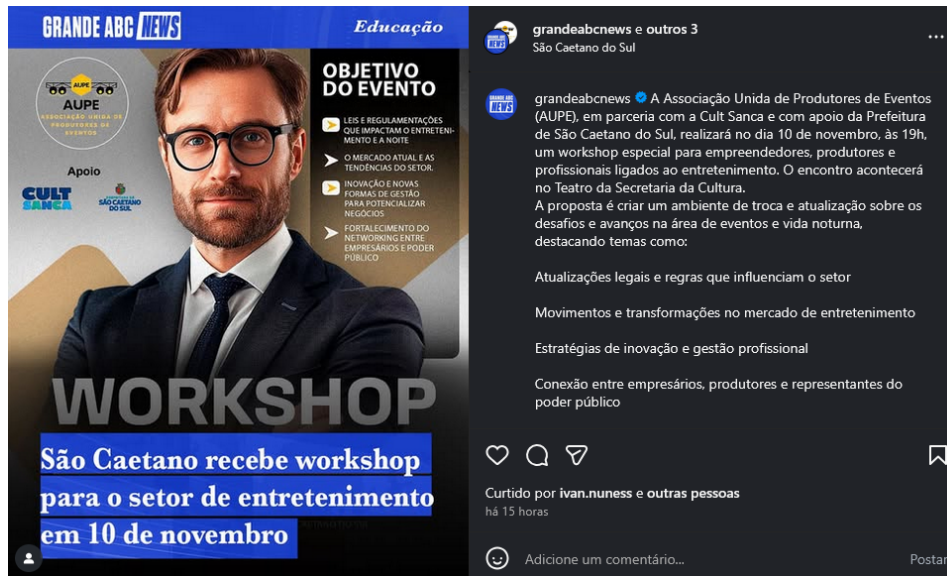 GRANDE ABC NEWS
Educação
AUPE
AUPE
ASSOCIAÇÃO UNIDA DE
PRODUTORES DE
EVENTOS
Apoio
CULT
SANCA
SÃO CAETANO
DO SUL
OBJETIVO
DO EVENTO
LEIS E REGULAMENTAÇÕES
QUE IMPACTAM O ENTRETENI-
MENTO E A NOITE
O MERCADO ATUAL E AS
TENDÊNCIAS DO SETOR.
INOVAÇÃO E NOVAS
FORMAS DE GESTÃO
PARA POTENCIALIZAR
NEGÓCIOS
FORTALECIMENTO DO
NETWORKING ENTRE
EMPRESÁRIOS E PODER
PÚBLICO
WORKSHOP
São Caetano recebe workshop
para o setor de entretenimento
em 10 de novembro
grandeabcnews e outros 3
São Caetano do Sul
grandeabcnews A Associação Unida de Produtores de Eventos
(AUPE), em parceria com a Cult Sanca e com apoio da Prefeitura
de São Caetano do Sul, realizará no dia 10 de novembro, às 19h,
um workshop especial para empreendedores, produtores e
profissionais ligados ao entretenimento. O encontro acontecerá
no Teatro da Secretaria da Cultura.
A proposta é criar um ambiente de troca e atualização sobre os
desafios e avanços na área de eventos e vida noturna,
destacando temas como:
Atualizações legais e regras que influenciam o setor
Movimentos e transformações no mercado de entretenimento
Estratégias de inovação e gestão profissional
Conexão entre empresários, produtores e representantes do
poder público
Curtido por ivan.nuness e outras pessoas
há 15 horas
Adicione um comentário...
Postar